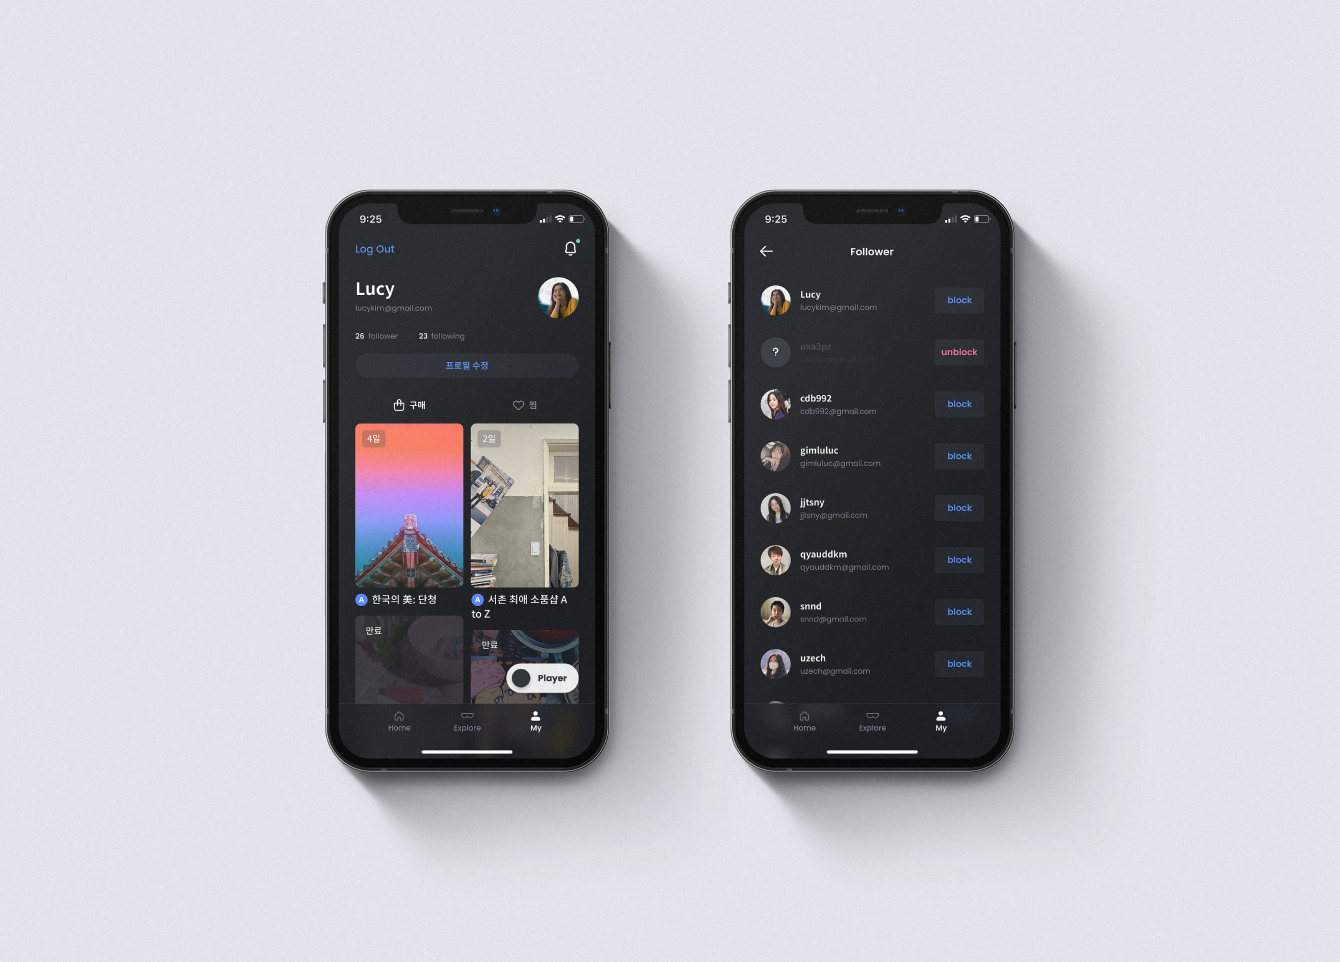 9:25
Log Out
Lucy
lucykim@gmail.com
26 follower 23 following
프로필 수정
구매 찜
4일 2일
A 한국의 美: 단청
A 서촌 최애 소품샵 A
to Z
만료 만료
Player
Home Explore My
9:25
Follower
Lucy
lucykim@gmail.com
block
?
uxa3pz
unblock
cdb992
cdb992@gmail.com
block
gimluluc
gimluluc@gmail.com
block
jjtsny
jjtsny@gmail.com
block
qyauddkm
qyauddkm@gmail.com
block
snnd
snnd@gmail.com
block
uzech
uzech@gmail.com
block
Home Explore My